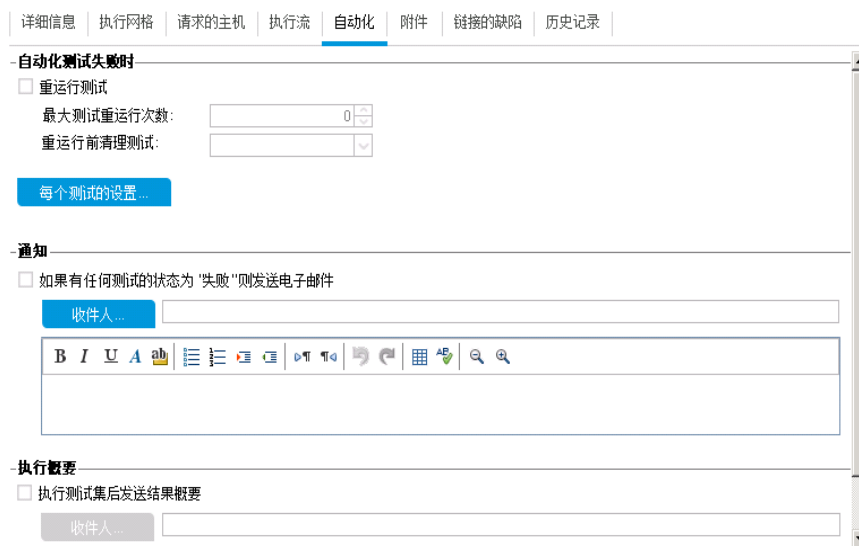 详细信息 执行网格 请求的主机 执行流 自动化 附件 链接的缺陷 历史记录
自动化测试失败时
重运行测试
最大测试重运行次数: 0
重运行前清理测试:
每个测试的设置...
通知
如果有任何测试的状态为 "失败 "则发送电子邮件
收件人...
B I U A ab
执行概要
执行测试集后发送结果概要
收件人...